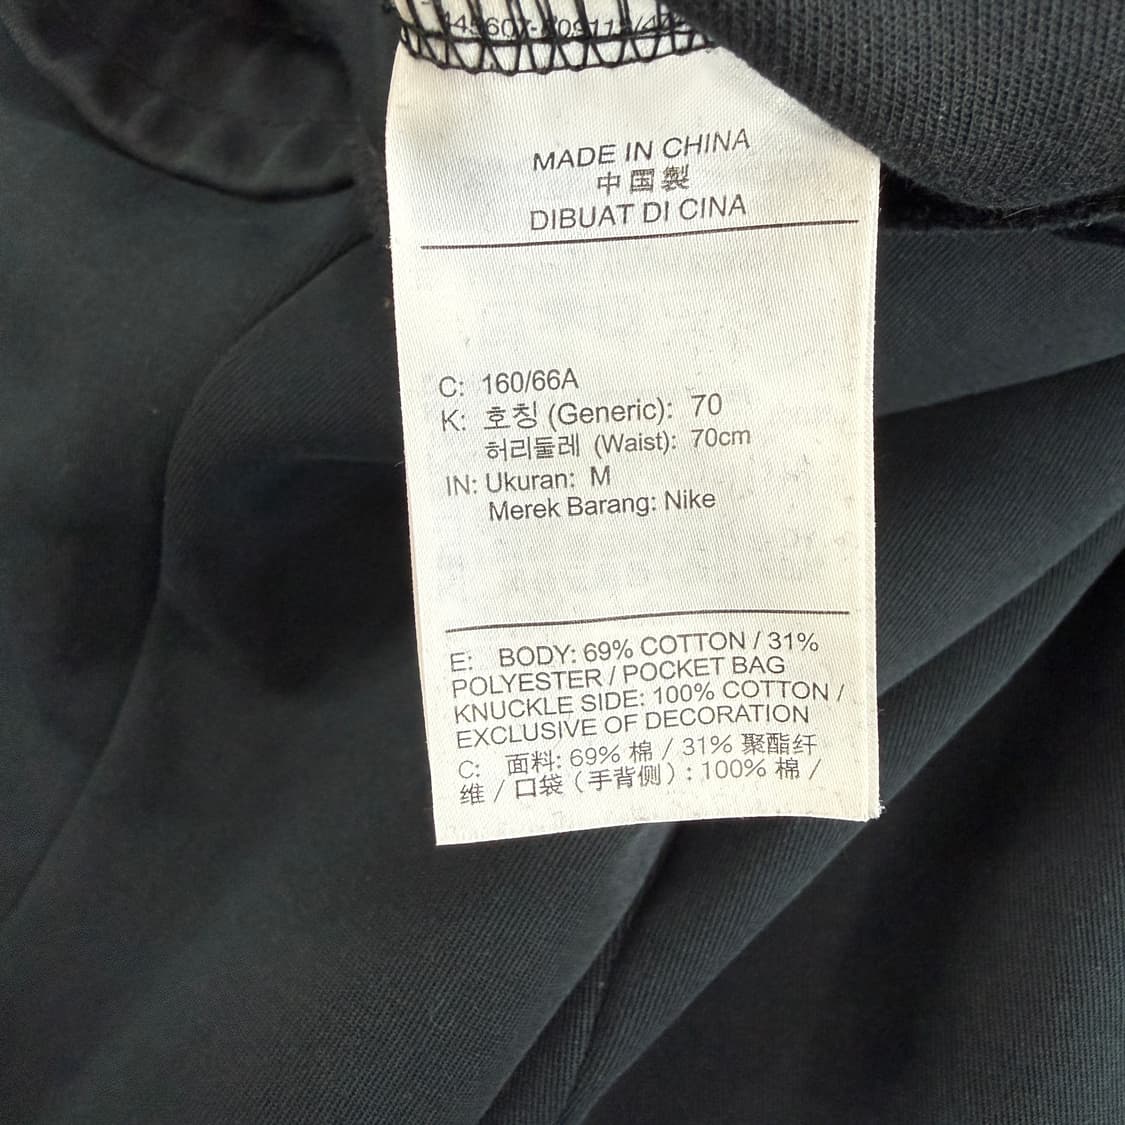 MADE IN CHINA
中国製
DIBUAT DI CINA
C: 160/66A
K: 호칭 (Generic): 70
허리둘레 (Waist): 70cm
IN: Ukuran: M
Merek Barang: Nike
E: BODY: 69% COTTON / 31%
POLYESTER / POCKET BAG
KNUCKLE SIDE: 100% COTTON /
EXCLUSIVE OF DECORATION
C: 面料: 69% 棉 / 31% 聚酯纤
维 / 口袋 (手背侧) : 100% 棉 /